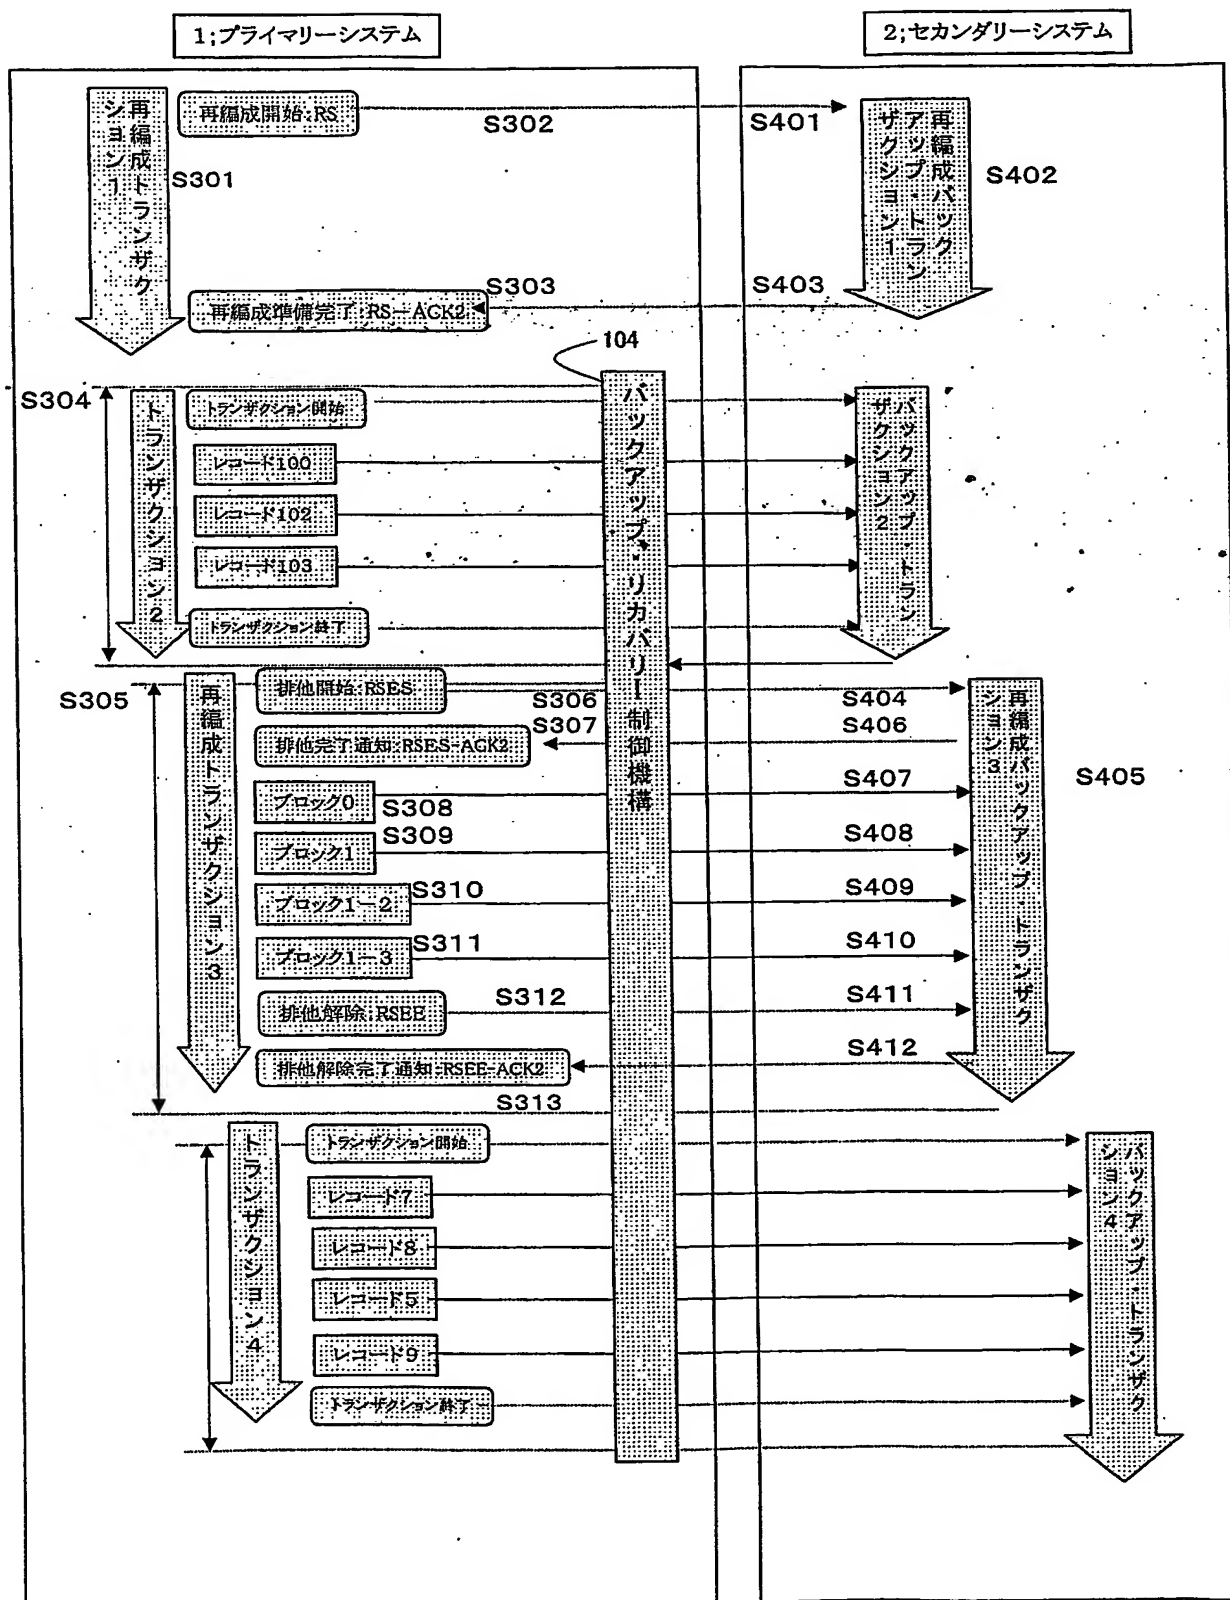 1;プライマリーシステム
2;セカンダリーシステム
再編成トランザク
ション1
S301
再編成開始:RS
S302
S401
再編成バック
アップ・トラン
ザクション1
S402
S303
S403
再編成準備完了:RS-ACK2
104
バックアップ・リカバリー制御機構
S304
トランザクション2
トランザクション開始
レコード100
レコード102
レコード103
トランザクション終了
バックアップ・トラン
ザクション2
S305
再編成トランザクション3
排他開始:RSES
S306
S404
S307
S406
排他完了通知:RSES-ACK2
再編成バックアップ・トランザク
ション3
S405
ブロック0
S308
S407
S309
ブロック1
S408
ブロック1-2
S310
S409
ブロック1-3
S311
S410
排他解除:RSEE
S312
S411
S412
排他解除完了通知:RSEE-ACK2
S313
トランザクション4
トランザクション開始
レコード7
レコード8
レコード5
レコード9
トランザクション終了
バックアップ・トランザク
ション4